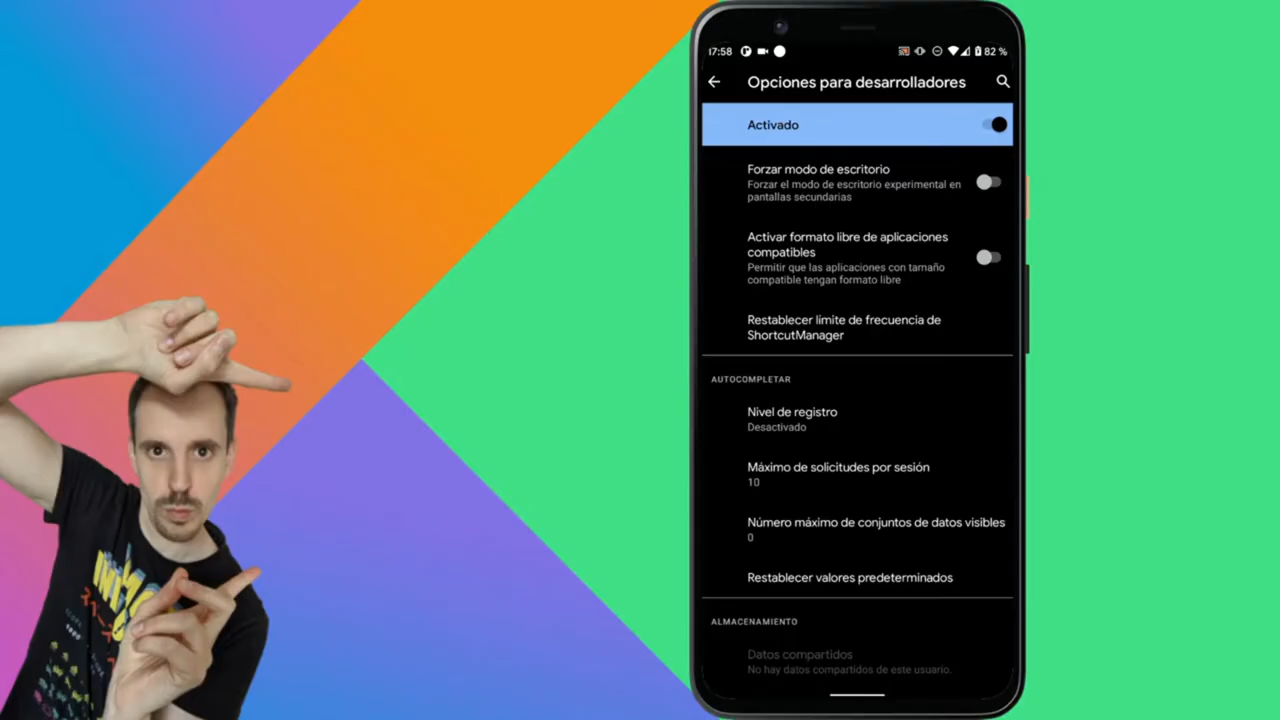 17:58
82 %
Opciones para desarrolladores
Activado
Forzar modo de escritorio
Forzar el modo de escritorio experimental en
pantallas secundarias
Activar formato libre de aplicaciones
compatibles
Permitir que las aplicaciones con tamaño
compatible tengan formato libre
Restablecer límite de frecuencia de
ShortcutManager
AUTOCOMPLETAR
Nivel de registro
Desactivado
Máximo de solicitudes por sesión
10
Número máximo de conjuntos de datos visibles
0
Restablecer valores predeterminados
ALMACENAMIENTO
Datos compartidos
No hay datos compartidos de este usuario.